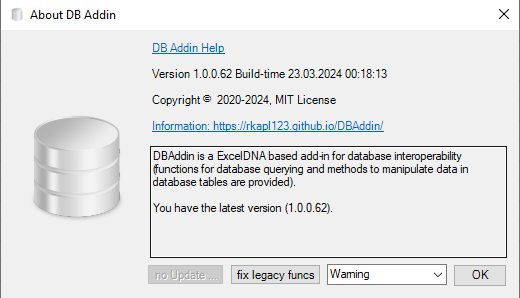 About DB Addin
DB Addin Help
Version 1.0.0.62 Build-time 23.03.2024 00:18:13
Copyright © 2020-2024, MIT License
Information: https://rkapl123.github.io/DBAddin/
DBAddin is a ExcelDNA based add-in for database interoperability
(functions for database querying and methods to manipulate data in
database tables are provided).
You have the latest version (1.0.0.62).
no Update ...
fix legacy funcs
Warning
OK